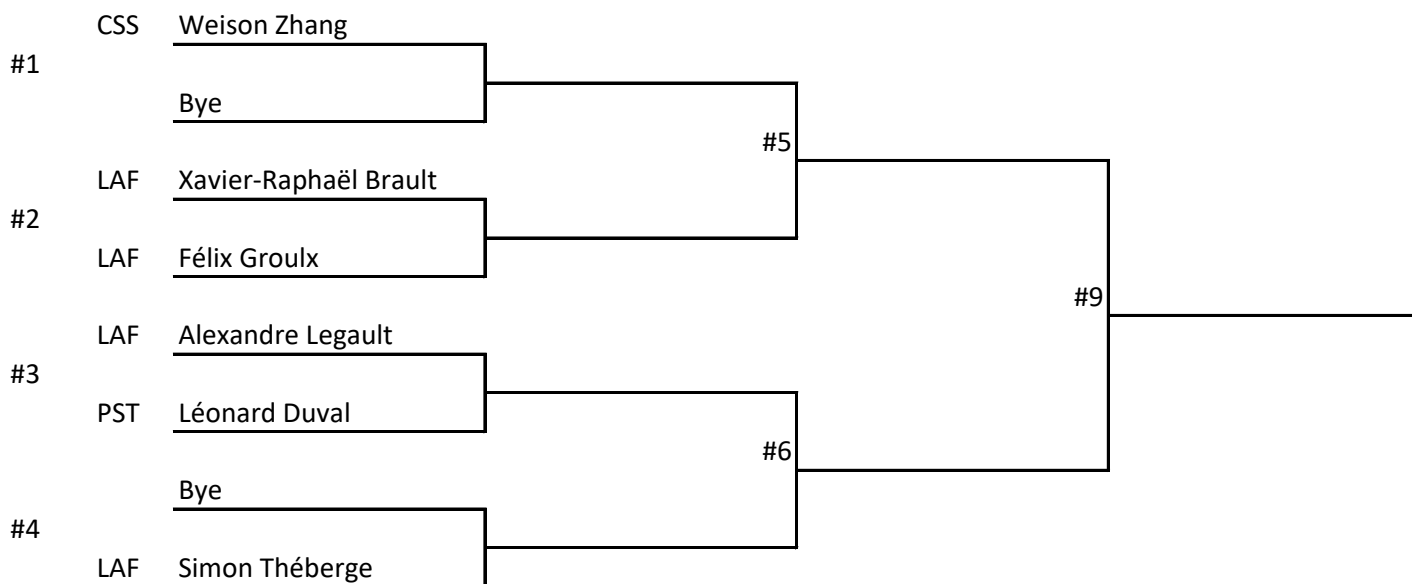 CSS Weison Zhang
#1
Bye
#5
LAF Xavier-Raphaël Brault
#2
LAF Félix Groulx
#9
LAF Alexandre Legault
#3
PST Léonard Duval
#6
Bye
#4
LAF Simon Théberge